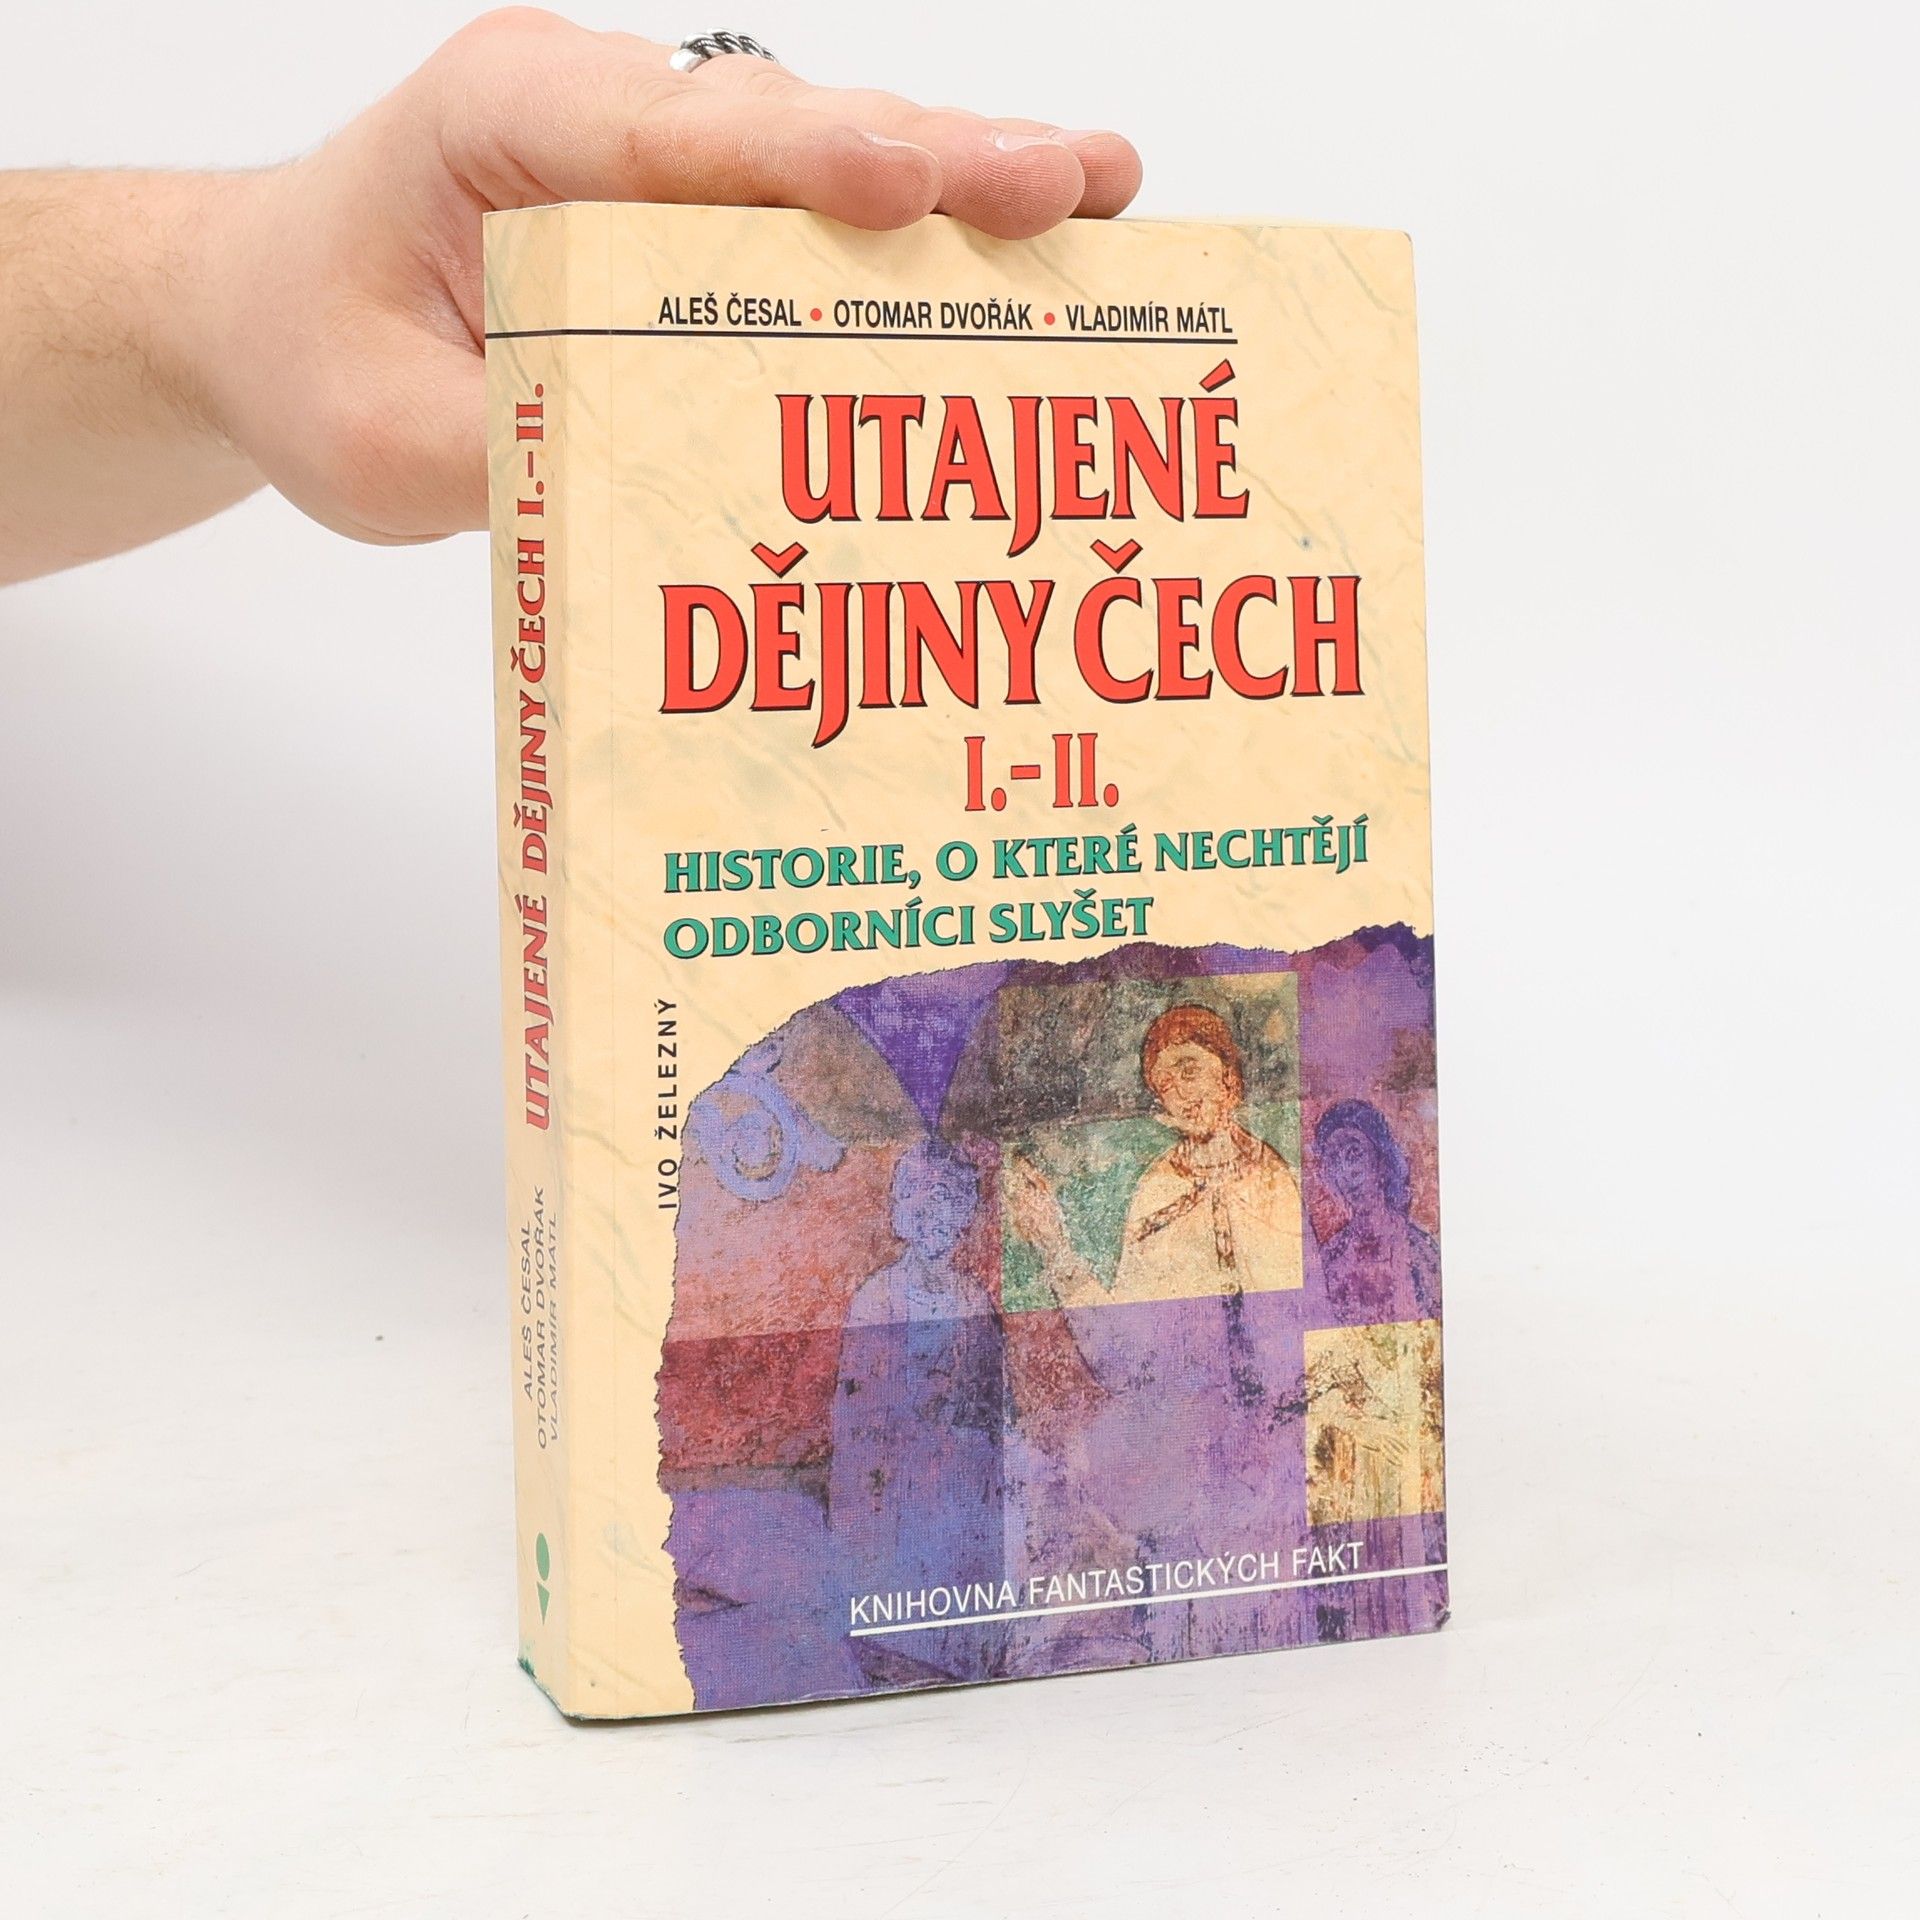 ALEŠ ČESAL • OTOMAR DVOŘÁK • VLADIMÍR MÁTL
UTAJENÉ
DĚJINY ČECH
I.-II.
HISTORIE, O KTERÉ NECHTĚJÍ
ODBORNÍCI SLYŠET
IVO ŽELEZNÝ
KNIHOVNA FANTASTICKÝCH FAKT
UTAJENÉ DĚJINY ČECH I.-II.
ALEŠ ČESAL
OTOMAR DVOŘÁK
VLADIMÍR MÁTL